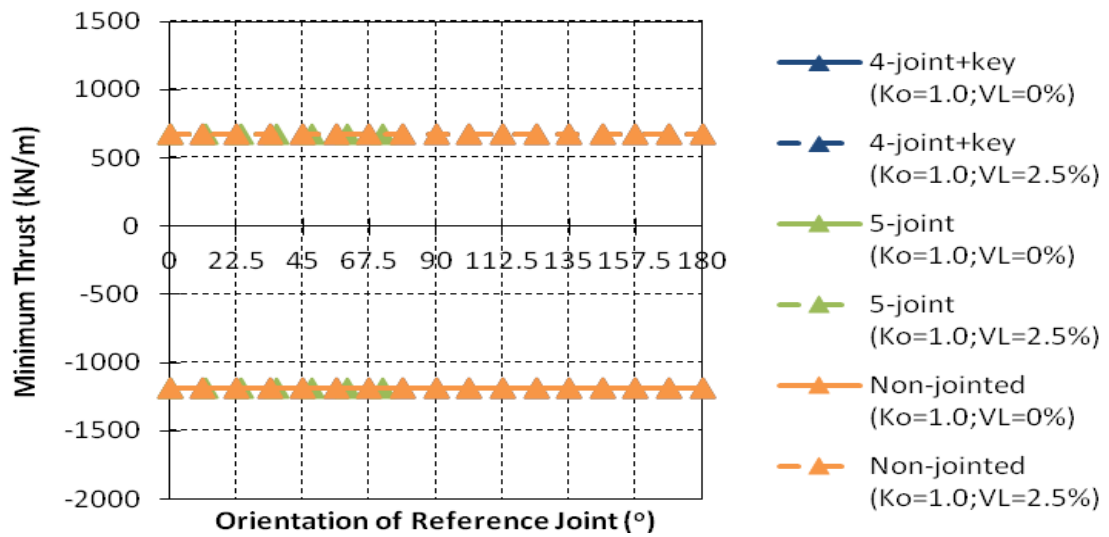 1500
1000
500
0
-500
-1000
-1500
-2000
Minimum Thrust (kN/m)
0 22.5 45 67.5 90 112.5 135 157.5 180
Orientation of Reference Joint (º)
4-joint+key
(Ko=1.0;VL=0%)
4-joint+key
(Ko=1.0;VL=2.5%)
5-joint
(Ko=1.0;VL=0%)
5-joint
(Ko=1.0;VL=2.5%)
Non-jointed
(Ko=1.0;VL=0%)
Non-jointed
(Ko=1.0;VL=2.5%)